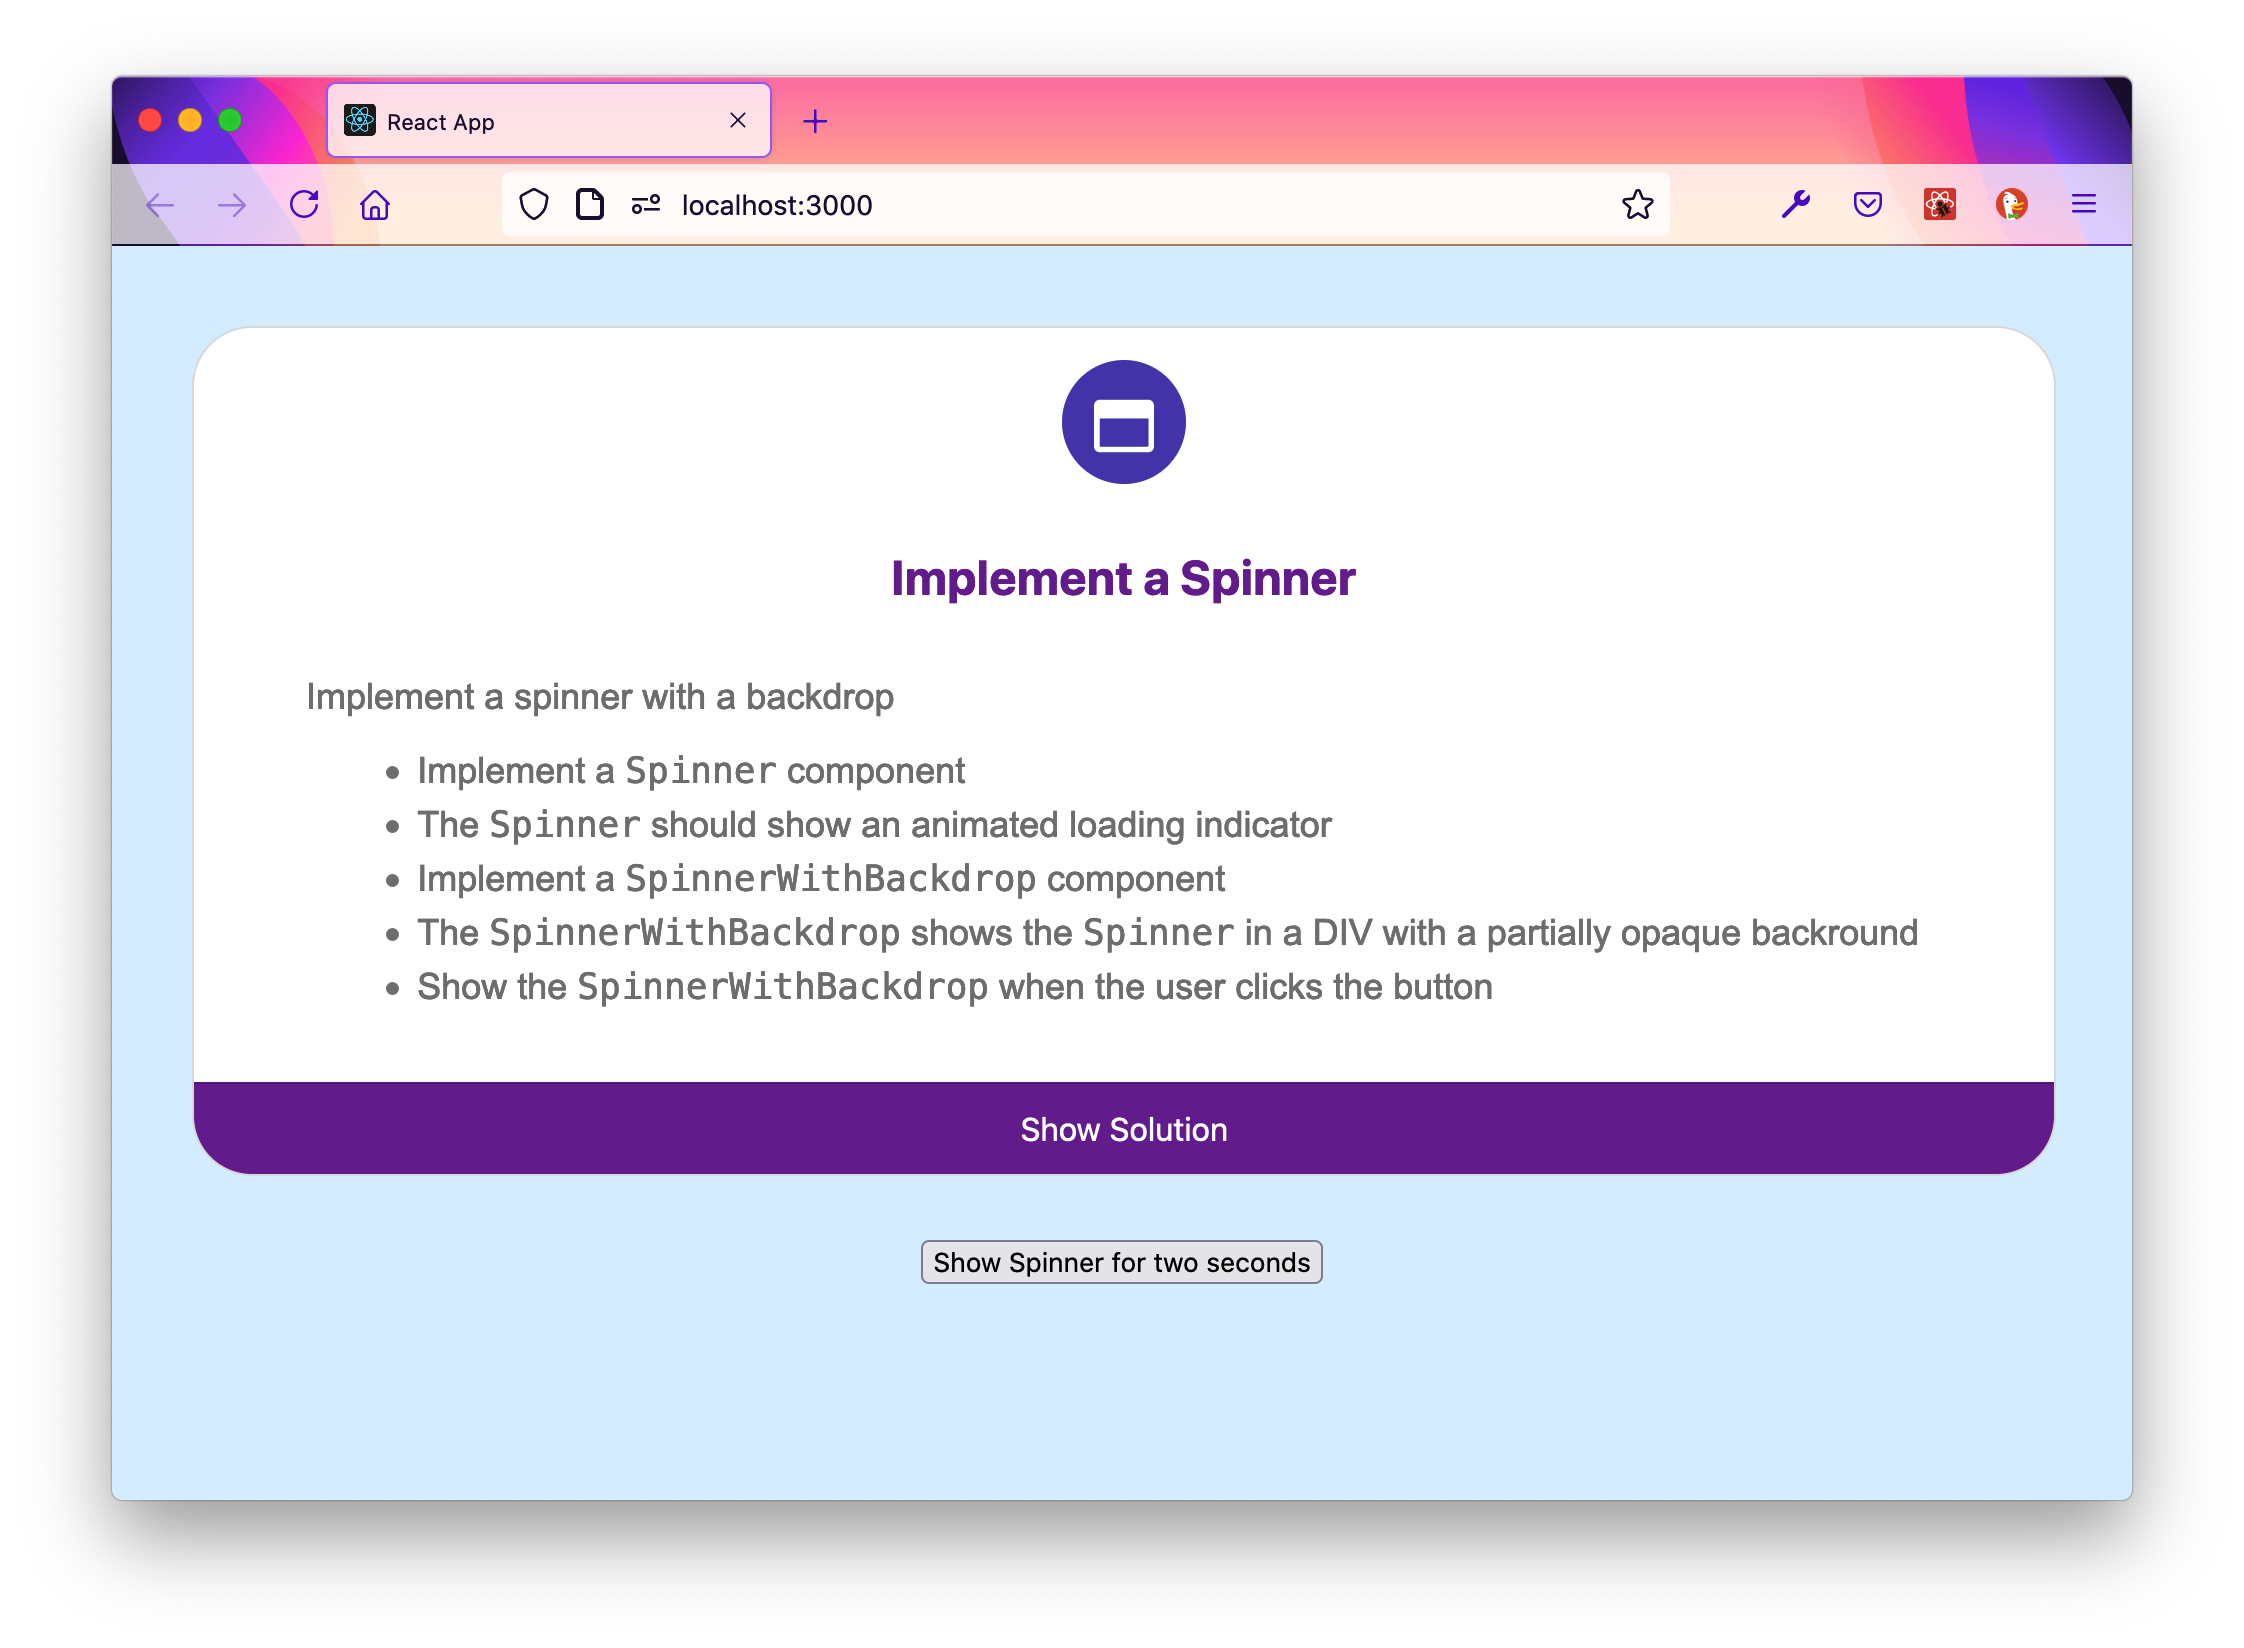 React App
localhost:3000
Implement a Spinner
Implement a spinner with a backdrop
Implement a Spinner component
The Spinner should show an animated loading indicator
Implement a SpinnerWithBackdrop component
The SpinnerWithBackdrop shows the Spinner in a DIV with a partially opaque backround
Show the SpinnerWithBackdrop when the user clicks the button
Show Solution
Show Spinner for two seconds